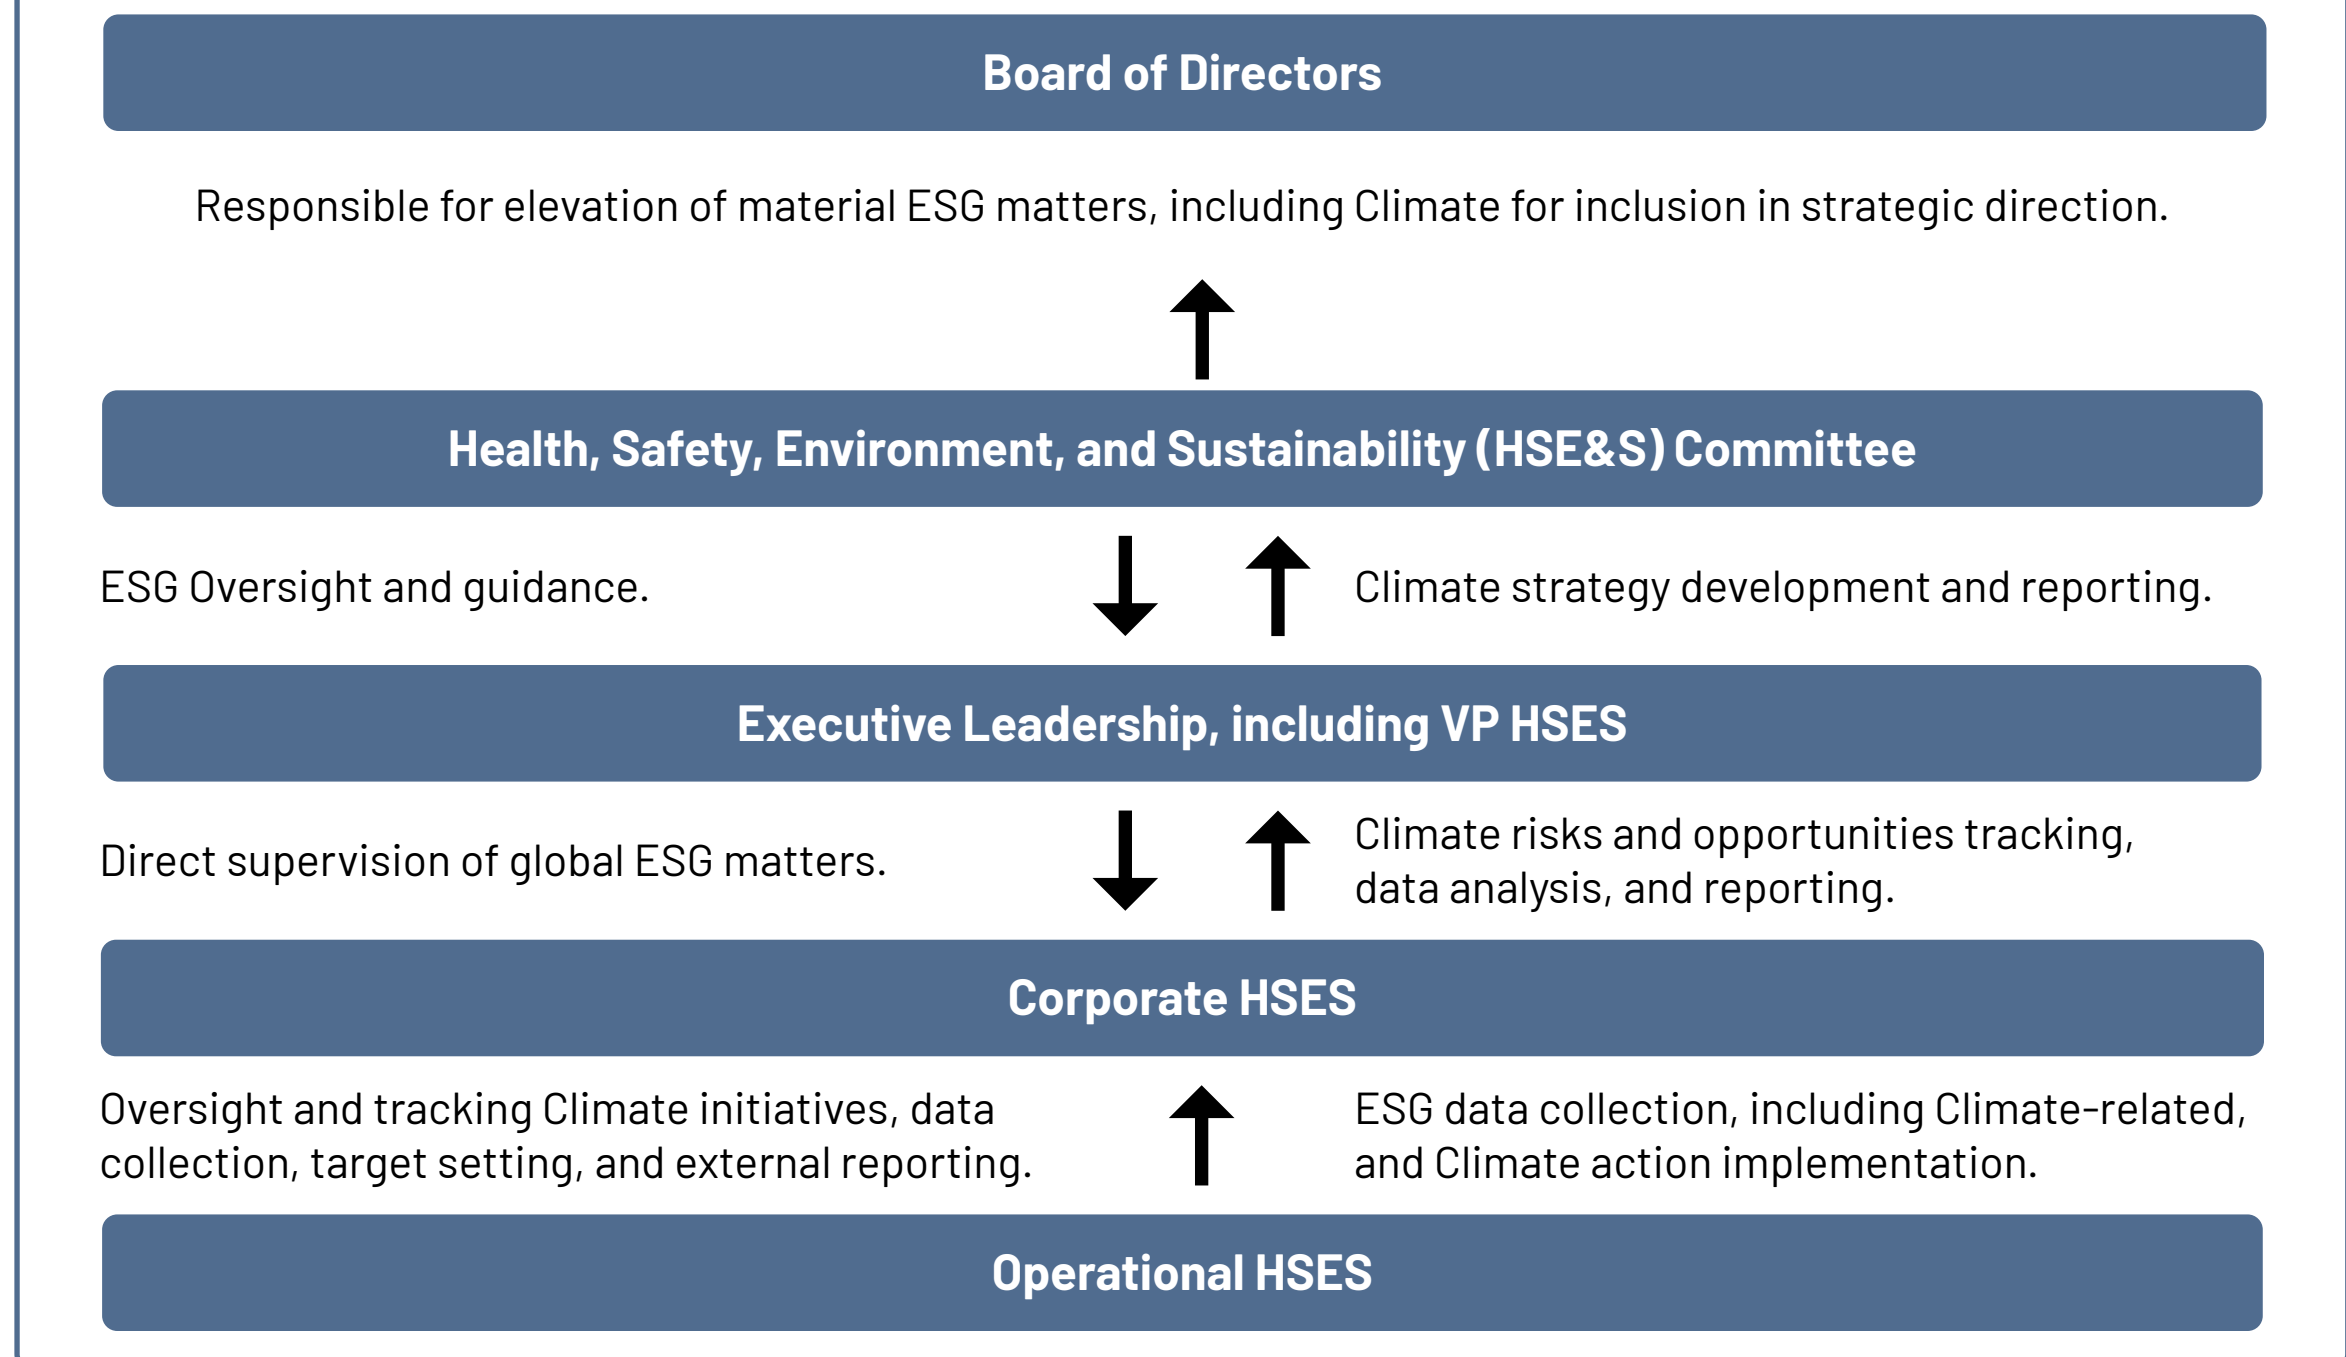 Board of Directors
Responsible for elevation of material ESG matters, including Climate for inclusion in strategic direction.
Health, Safety, Environment, and Sustainability (HSE&S) Committee
ESG Oversight and guidance.
Climate strategy development and reporting.
Executive Leadership, including VP HSES
Direct supervision of global ESG matters.
Climate risks and opportunities tracking,
data analysis, and reporting.
Corporate HSES
Oversight and tracking Climate initiatives, data
collection, target setting, and external reporting.
ESG data collection, including Climate-related,
and Climate action implementation.
Operational HSES